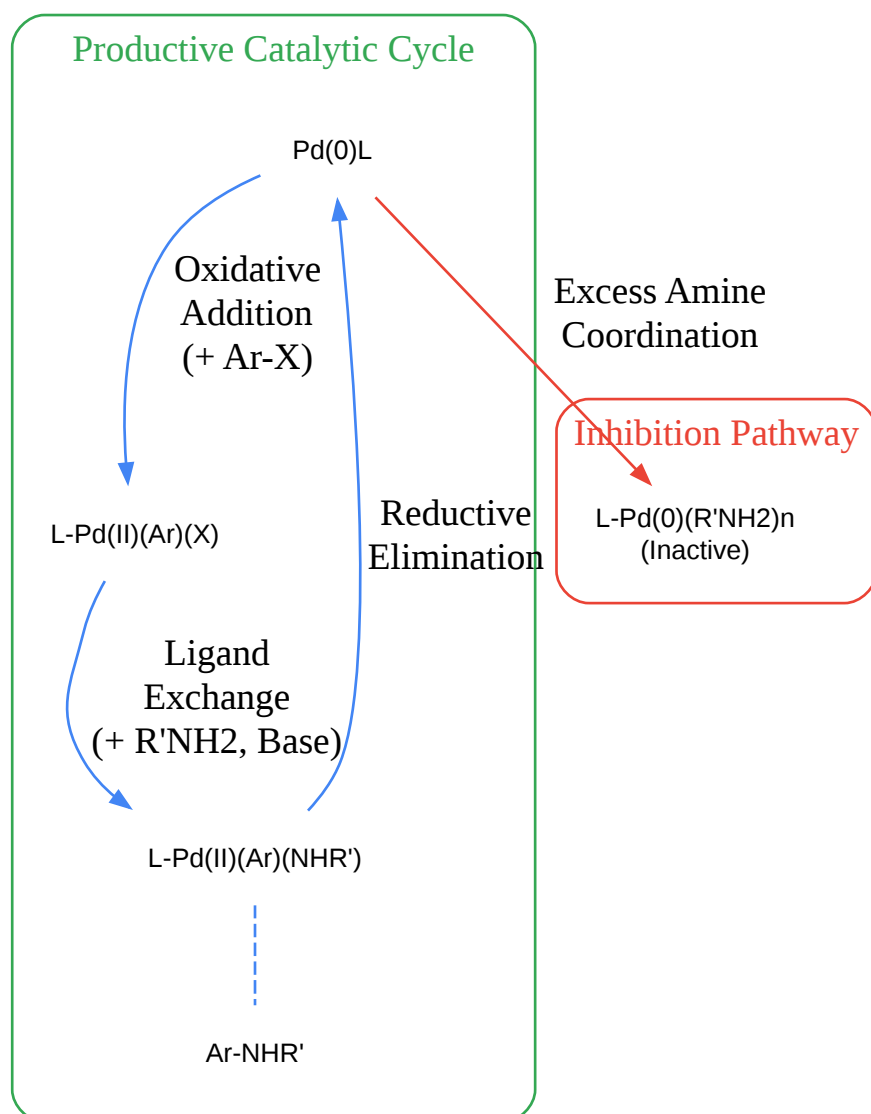 Productive Catalytic Cycle
Pd(0)L
Oxidative
Addition
(+ Ar-X)
Excess Amine
Coordination
Inhibition Pathway
L-Pd(II)(Ar)(X)
Reductive
Elimination
L-Pd(0)(R'NH2)n
(Inactive)
Ligand
Exchange
(+ R'NH2, Base)
L-Pd(II)(Ar)(NHR')
Ar-NHR'